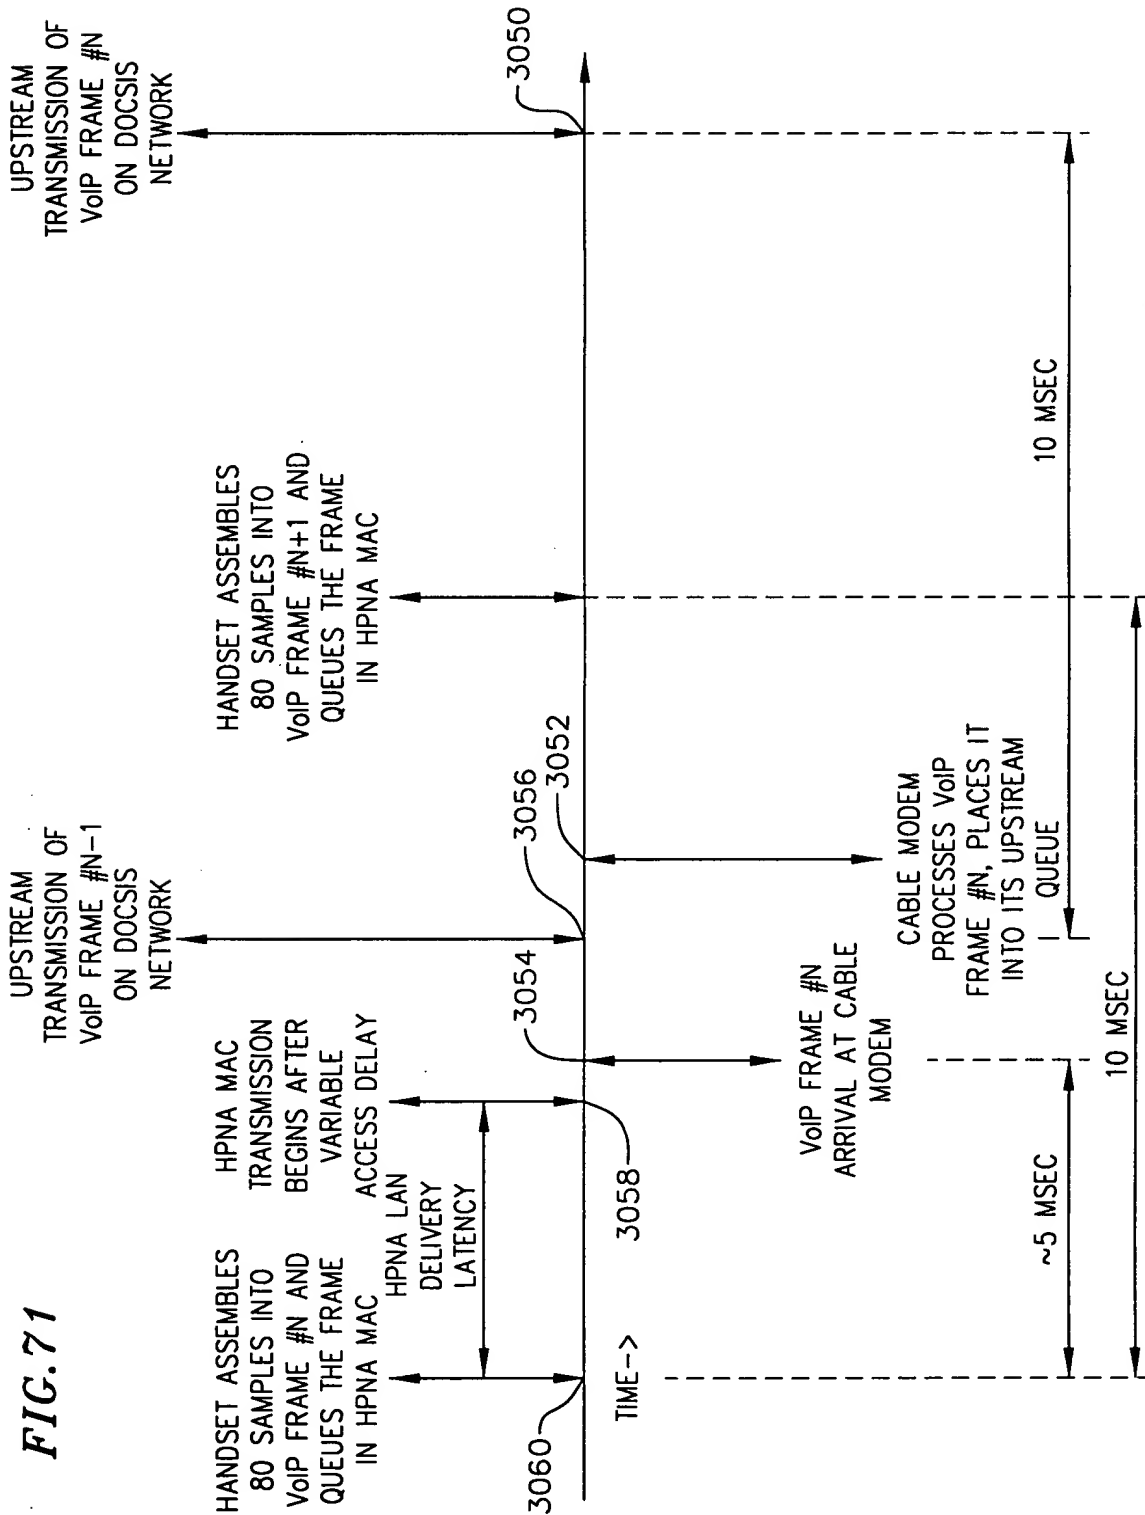 FIG.71
UPSTREAM
TRANSMISSION OF
VoIP FRAME #N-1
ON DOCSIS
NETWORK
UPSTREAM
TRANSMISSION OF
VoIP FRAME #N
ON DOCSIS
NETWORK
HANDSET ASSEMBLES
80 SAMPLES INTO
VoIP FRAME #N AND
QUEUES THE FRAME
IN HPNA MAC
HPNA MAC
TRANSMISSION
BEGINS AFTER
VARIABLE
ACCESS DELAY
HANDSET ASSEMBLES
80 SAMPLES INTO
VoIP FRAME #N+1 AND
QUEUES THE FRAME
IN HPNA MAC
HPNA LAN
DELIVERY
LATENCY
3060
3054
3056
3052
3050
TIME->
3058
VoIP FRAME #N
ARRIVAL AT CABLE
MODEM
CABLE MODEM
PROCESSES VoIP
FRAME #N, PLACES IT
INTO ITS UPSTREAM
QUEUE
~5 MSEC
10 MSEC
10 MSEC